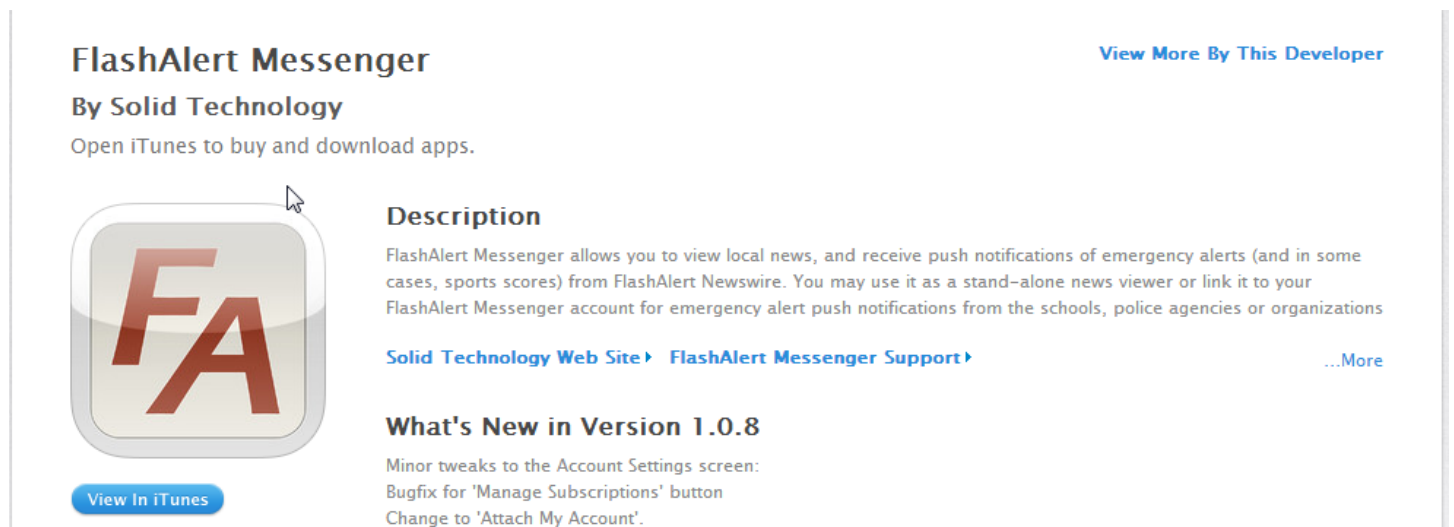 FlashAlert Messenger
View More By This Developer
By Solid Technology
Open iTunes to buy and download apps.
FA
Description
FlashAlert Messenger allows you to view local news, and receive push notifications of emergency alerts (and in some
cases, sports scores) from FlashAlert Newswire. You may use it as a stand-alone news viewer or link it to your
FlashAlert Messenger account for emergency alert push notifications from the schools, police agencies or organizations
Solid Technology Web Site FlashAlert Messenger Support ...More
What's New in Version 1.0.8
Minor tweaks to the Account Settings screen:
Bugfix for 'Manage Subscriptions' button
Change to 'Attach My Account'.
View In iTunes